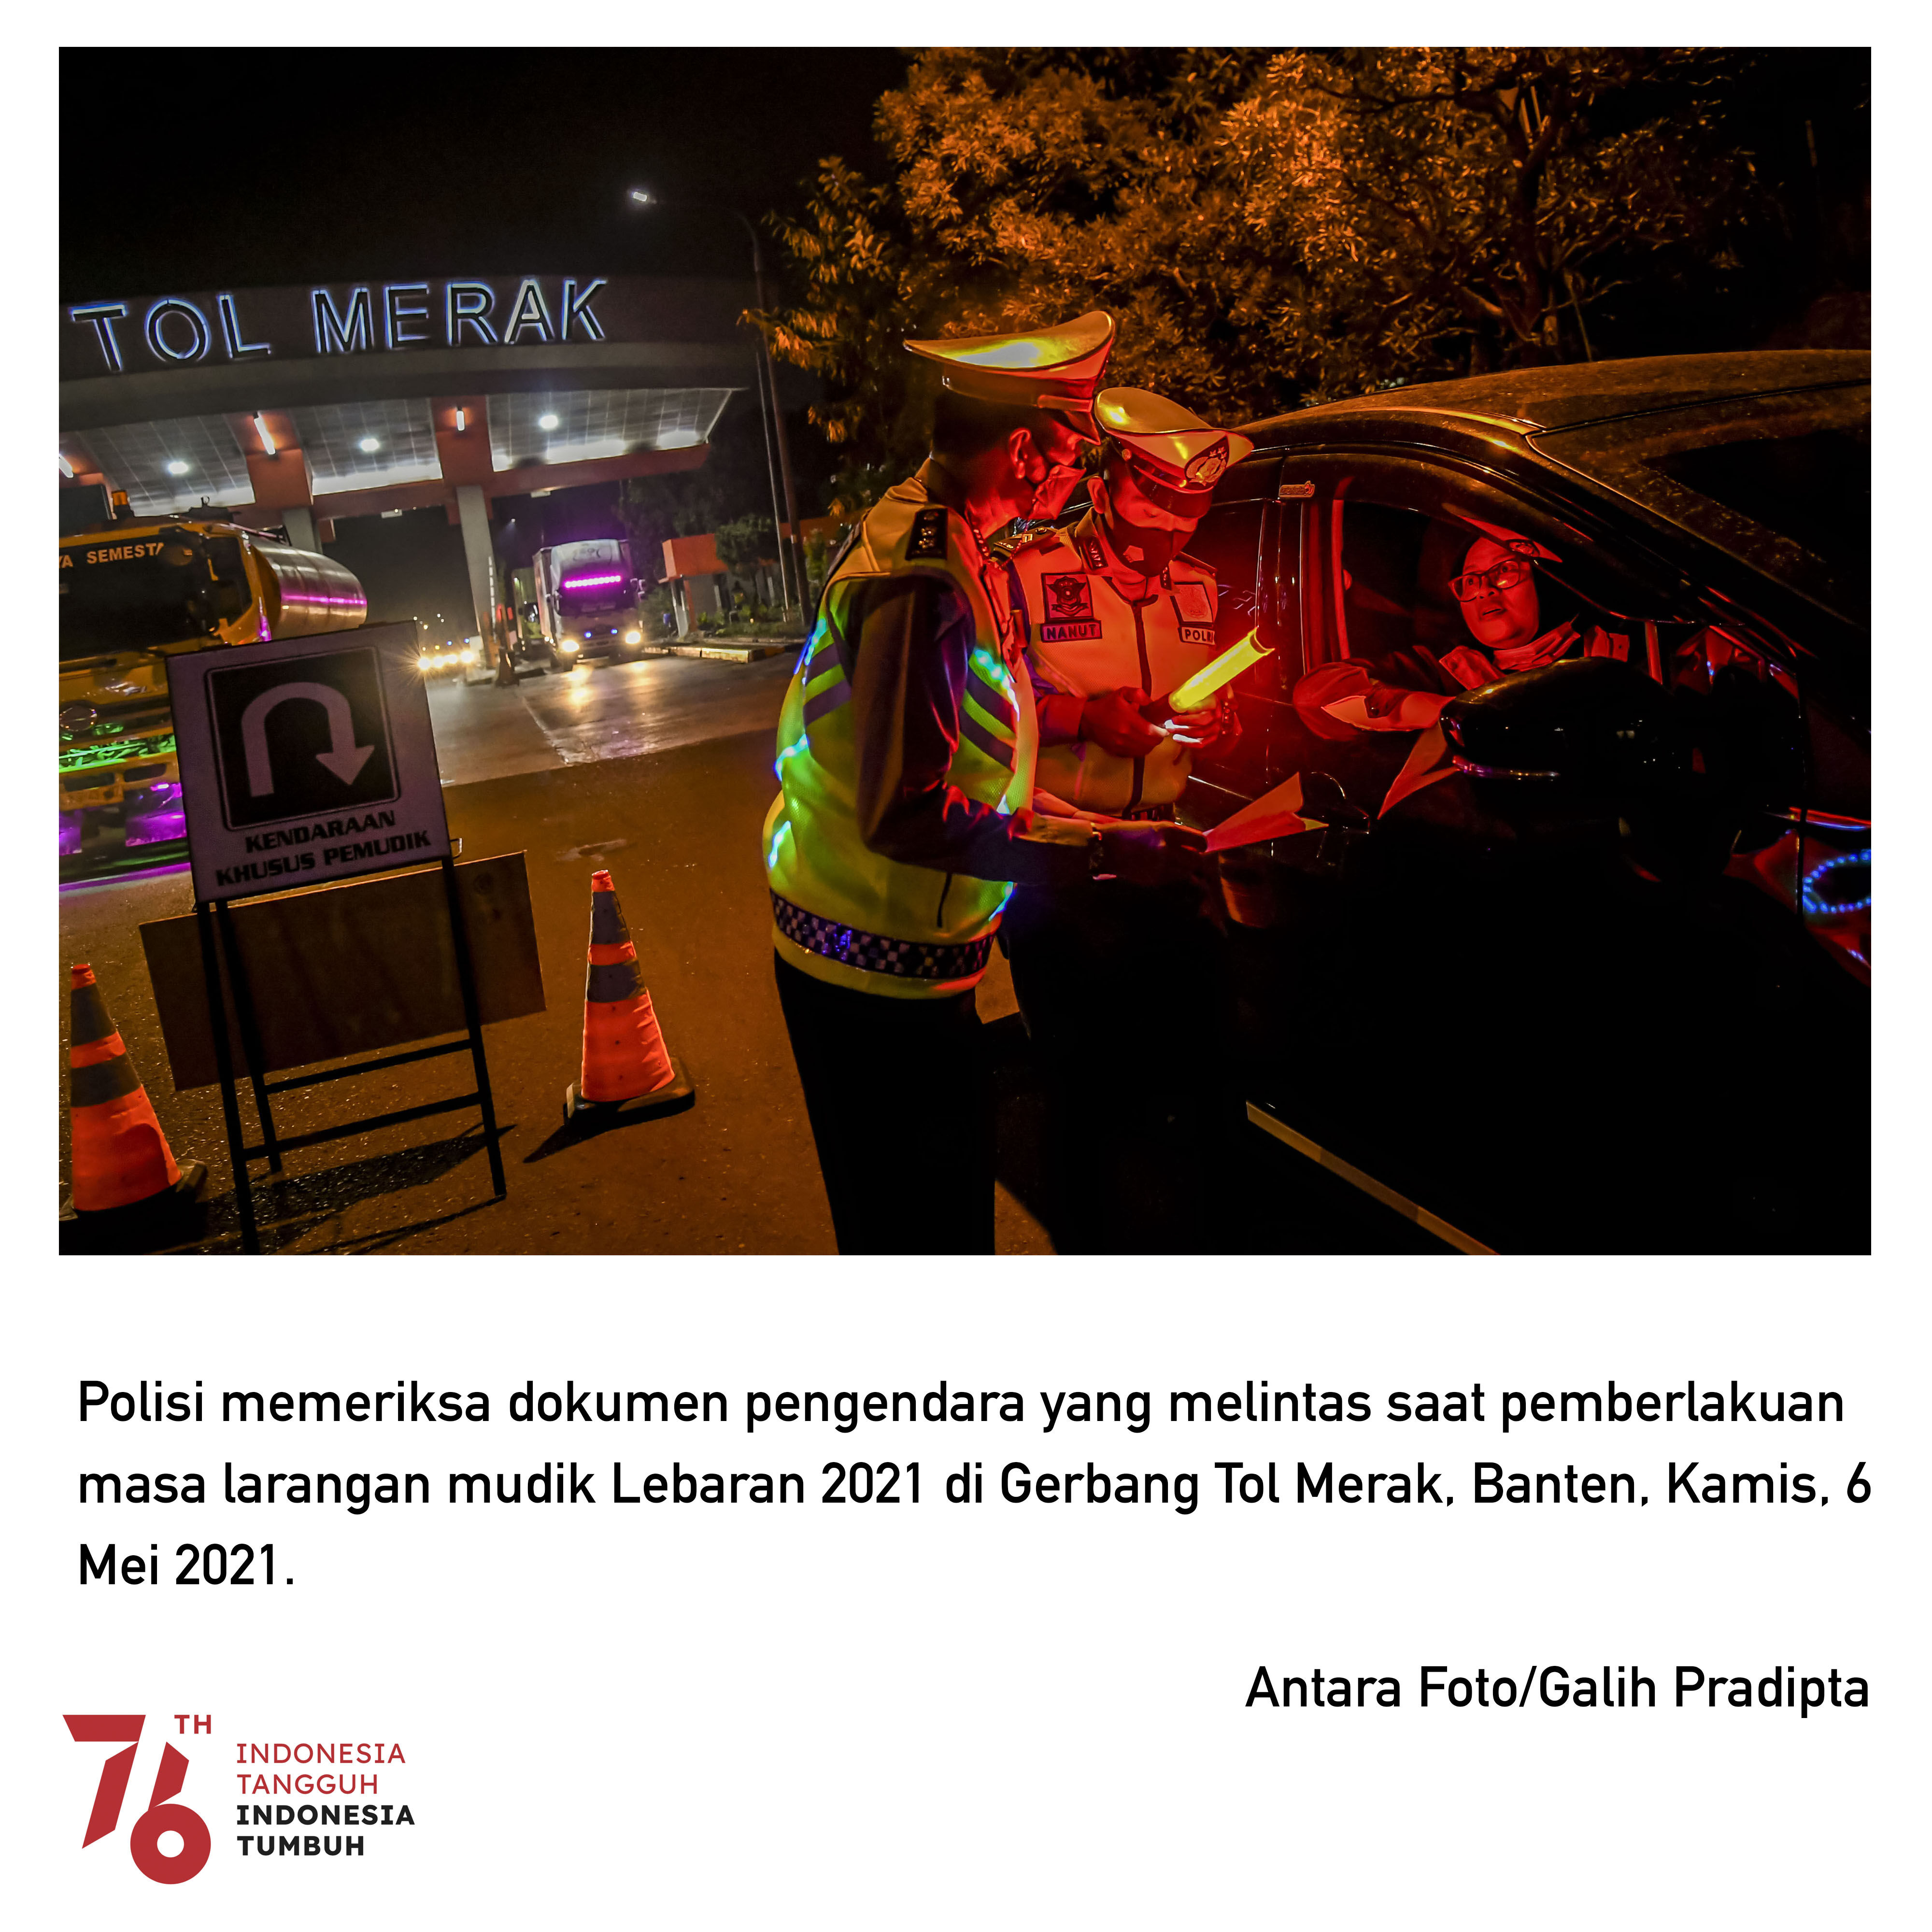 TOL MERAK
SEMESTA
NANUT
KENDARAAN
KHUSUS PEMUDIK
Polisi memeriksa dokumen pengendara yang melintas saat pemberlakuan
masa larangan mudik Lebaran 2021 di Gerbang Tol Merak, Banten, Kamis, 6
Mei 2021.
Antara Foto/Galih Pradipta
76 TH
INDONESIA
TANGGUH
INDONESIA
TUMBUH